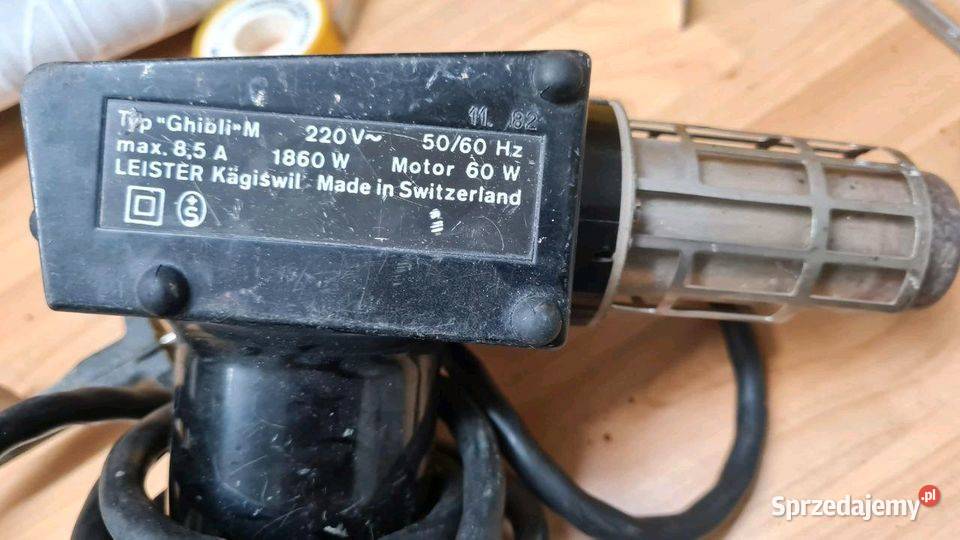 11. 82
Typ "Ghibli" M 220 V~ 50/60 Hz
max. 8,5 A 1860 W Motor 60 W
LEISTER Kägiswil Made in Switzerland
S
Sprzedajemy.pl